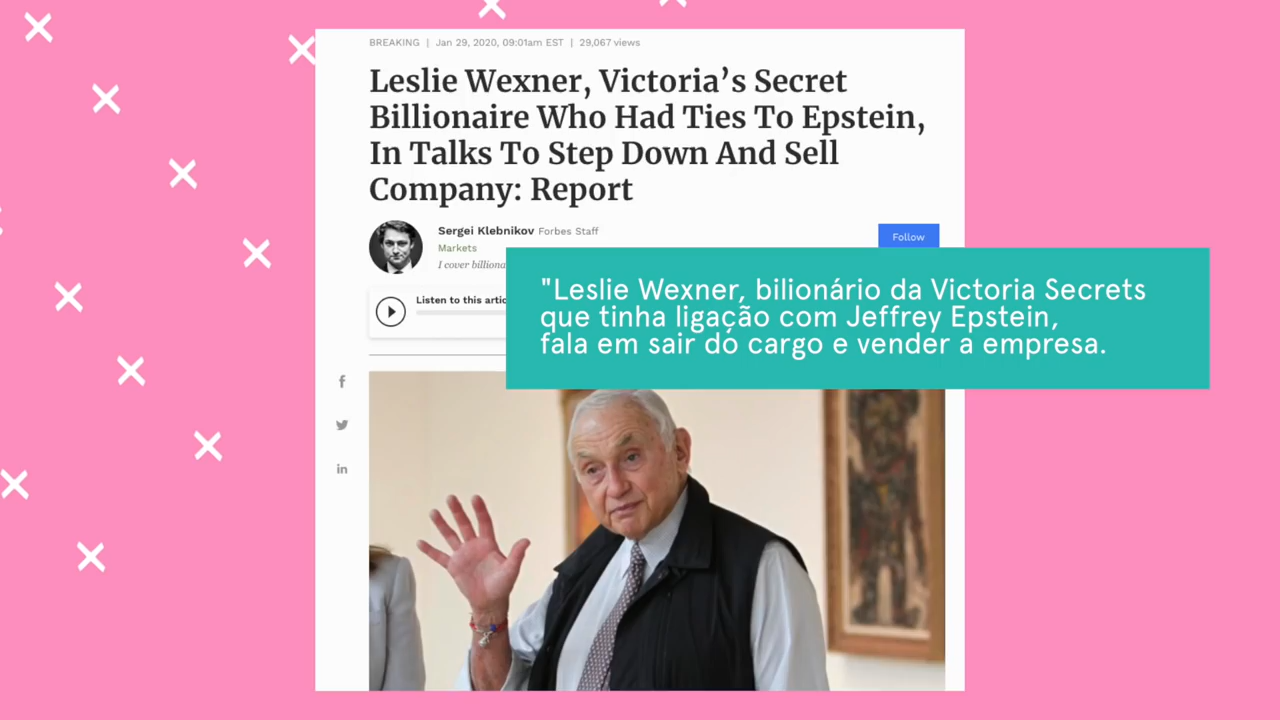 BREAKING | Jan 29, 2020, 09:01am EST | 29,067 views
Leslie Wexner, Victoria’s Secret
Billionaire Who Had Ties To Epstein,
In Talks To Step Down And Sell
Company: Report
Sergei Klebnikov Forbes Staff
Markets
I cover billiona
Follow
Listen to this artic
"Leslie Wexner, bilionário da Victoria Secrets
que tinha ligação com Jeffrey Epstein,
fala em sair do cargo e vender a empresa.
f
in